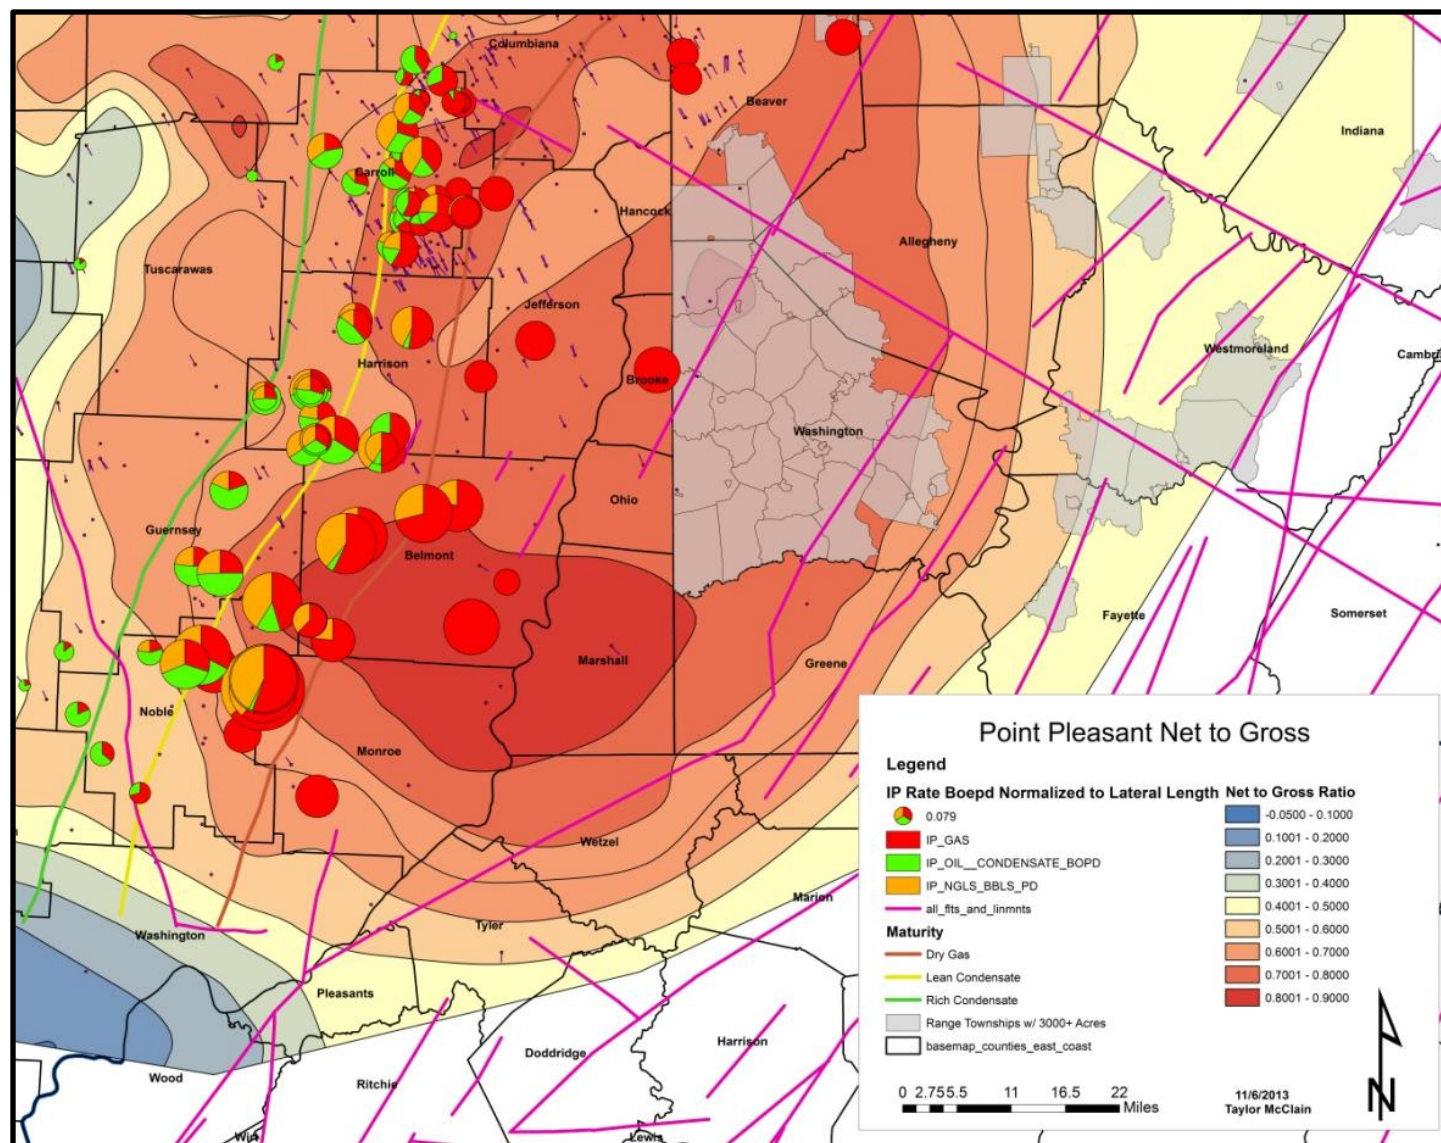 Columbiana
Beaver
Indiana
Carroll
Hancock
Allegheny
Tuscarawas
Jefferson
Westmoreland
Cambri
Harrison
Brooke
Washington
Ohio
Guernsey
Belmont
Fayette
Somerset
Marshall
Greene
Noble
Monroe
Wetzel
Marion
Tyler
Washington
Pleasants
Doddridge
Harrison
Wood
Ritchie
Wirt
Lewis
Point Pleasant Net to Gross
Legend
IP Rate Boepd Normalized to Lateral Length
0.079
IP_GAS
IP_OIL__CONDENSATE_BOPD
IP_NGLS_BBLS_PD
all_flts_and_linmnts
Maturity
Dry Gas
Lean Condensate
Rich Condensate
Range Townships w/ 3000+ Acres
basemap_counties_east_coast
Net to Gross Ratio
-0.0500 - 0.1000
0.1001 - 0.2000
0.2001 - 0.3000
0.3001 - 0.4000
0.4001 - 0.5000
0.5001 - 0.6000
0.6001 - 0.7000
0.7001 - 0.8000
0.8001 - 0.9000
0 2.75 5.5 11 16.5 22
Miles
11/6/2013
Taylor McClain
N